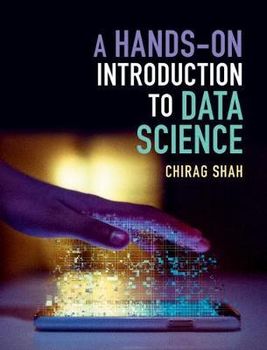 A HANDS-ON
INTRODUCTION
TO DATA
SCIENCE
CHIRAG SHAH